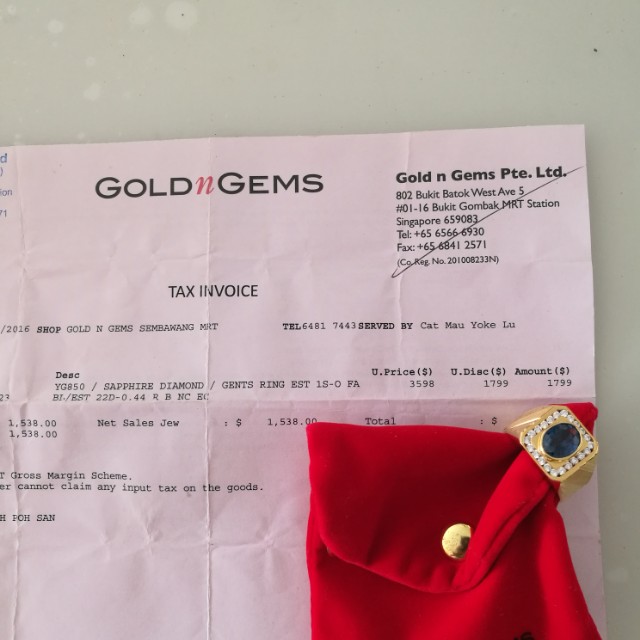 d
)
ion
71
GOLD n GEMS
Gold n Gems Pte. Ltd.
802 Bukit Batok West Ave 5
#01-16 Bukit Gombak MRT Station
Singapore 659083
Tel: +65 6566 6930
Fax: +65 6841 2571
(Co. Reg. No. 201008233N)
TAX INVOICE
/2016 SHOP GOLD N GEMS SEMBAWANG MRT TEL6481 7443SERVED BY Cat Mau Yoke Lu
Desc U.Price($) U.Disc($) Amount($)
YG850 / SAPPHIRE DIAMOND / GENTS RING EST 1S-O FA 3598 1799 1799
23 BL/EST 22D-0.44 R B NC EC
1,538.00 Net Sales Jew : $ 1,538.00 Total : $
1,538.00
T Gross Margin Scheme.
er cannot claim any input tax on the goods.
H POH SAN